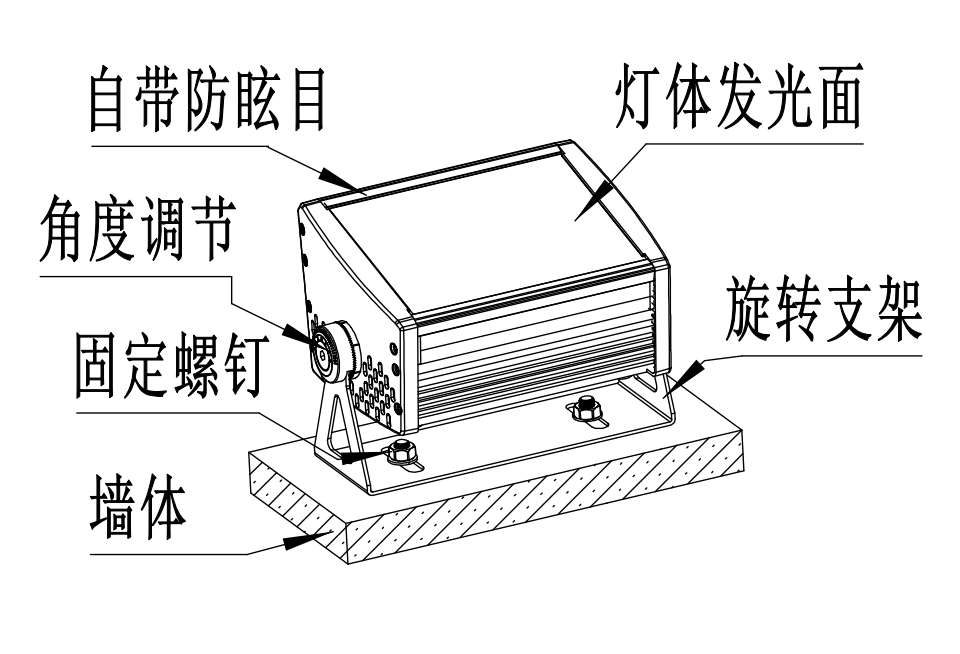 自带防眩目
灯体发光面
角度调节
旋转支架
固定螺钉
墙体